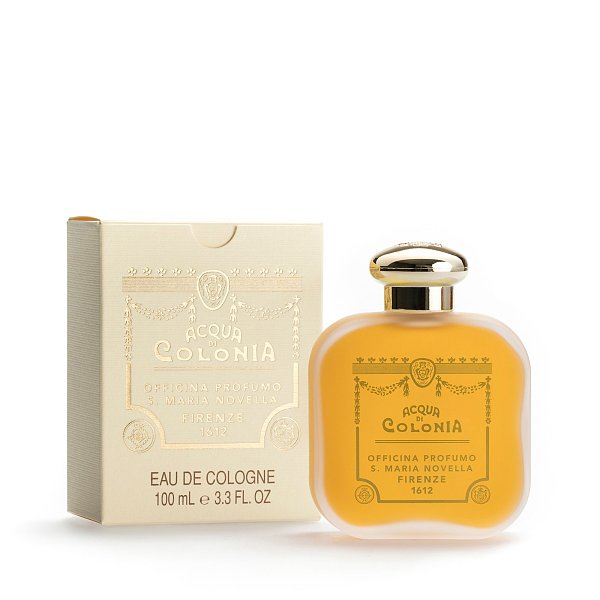 ACQUA
DI
COLONIA
OFFICINA PROFUMO
S. MARIA NOVELLA
FIRENZE
1612
EAU DE COLOGNE
100 mL e 3.3 FL. OZ
ACQUA
DI
COLONIA
OFFICINA PROFUMO
S. MARIA NOVELLA
FIRENZE
1612